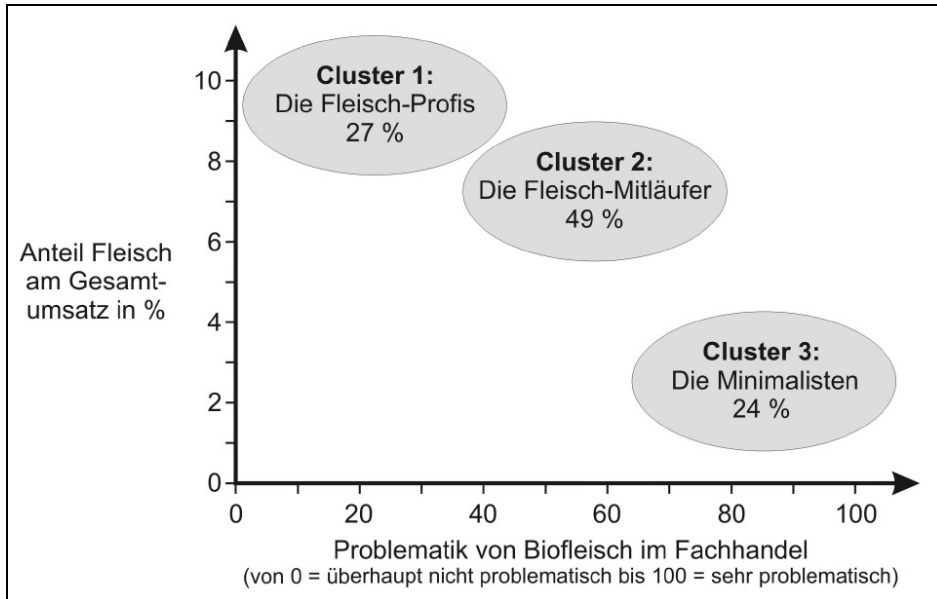 Cluster 1:
Die Fleisch-Profis
27 %
Cluster 2:
Die Fleisch-Mitläufer
49 %
Cluster 3:
Die Minimalisten
24 %
Anteil Fleisch
am Gesamt-
umsatz in %
10
8
6
4
2
0
0 20 40 60 80 100
Problematik von Biofleisch im Fachhandel
(von 0 = überhaupt nicht problematisch bis 100 = sehr problematisch)